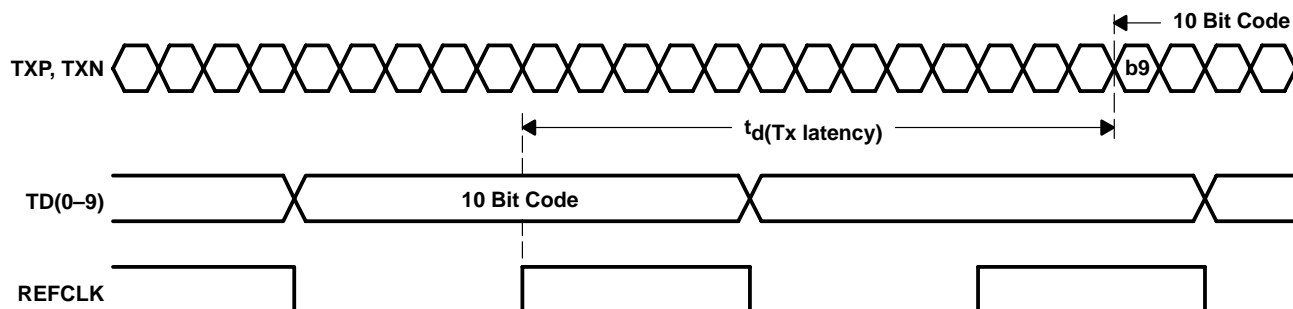 10 Bit Code
TXP, TXN
b9
td(Tx latency)
TD(0–9)
10 Bit Code
REFCLK